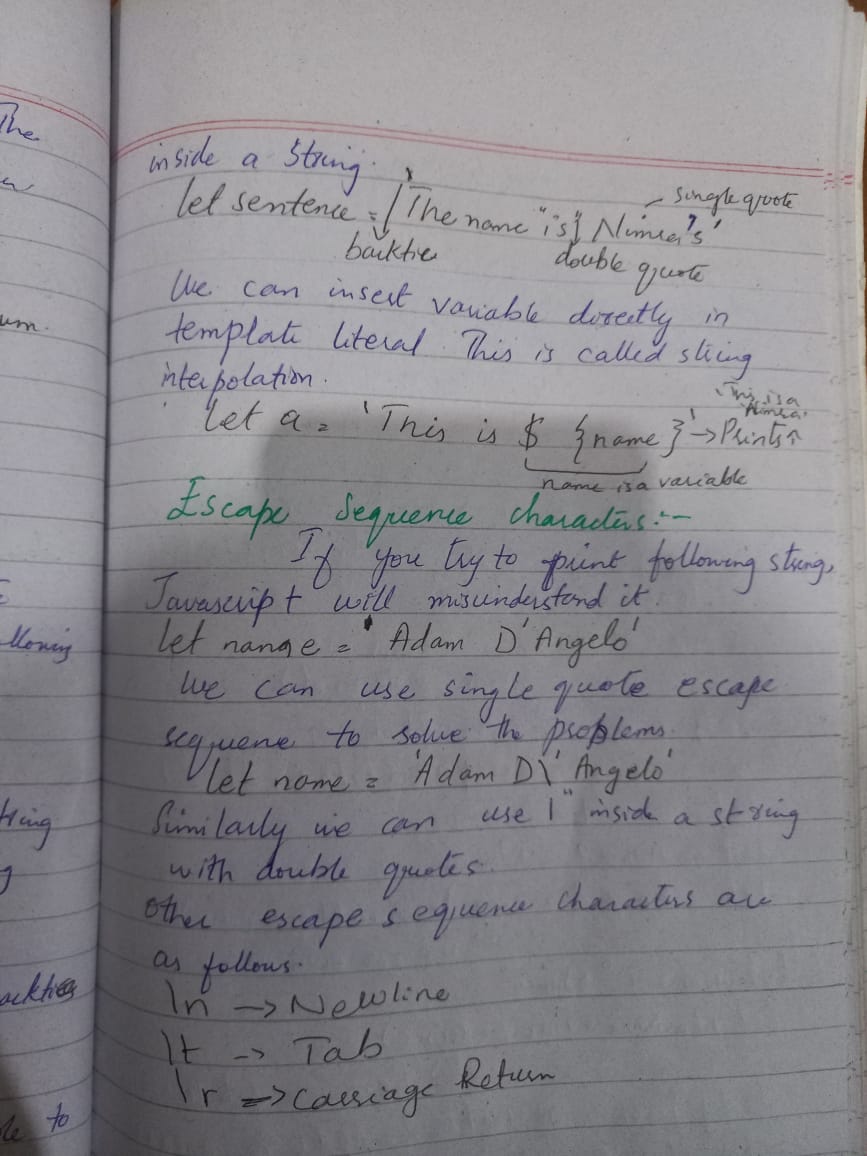 inside a String.
let sentence = `The name "is" Nimra's`
single quote
backtic
double quote
We can insert variable directly in
template literal. This is called string
interpolation.
'This is a
Nimra'
let a = `This is $ {name}` -> Prints
name is a variable
Escape Sequence characters:-
If you try to print following string,
Javascript will misunderstand it.
let name = 'Adam D'Angelo'
We can use single quote escape
sequene to solve the problems.
let name = 'Adam D\'Angelo'
Similarly we can use \" inside a string
with double quotes.
Other escape sequence characters are
as follows.
\n -> Newline
\t -> Tab
\r -> Carriage Return
The
um.
llowing
tring
g
ackties
le to